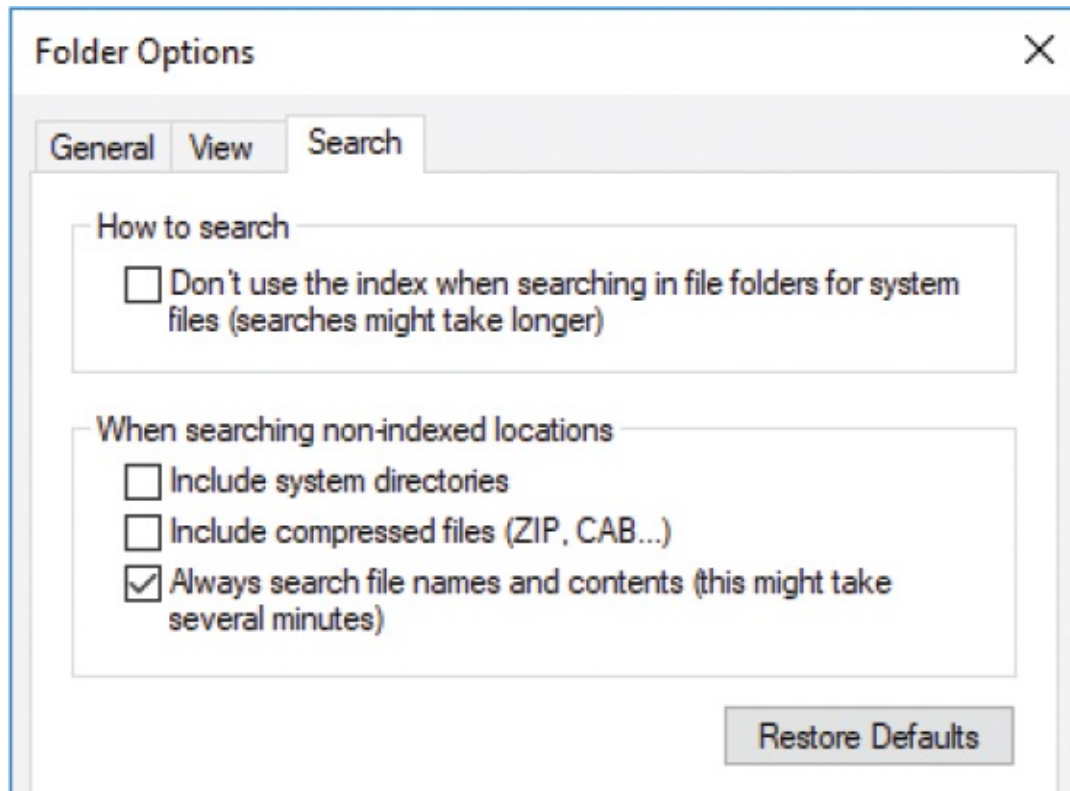 Folder Options
General View Search
How to search
Don't use the index when searching in file folders for system
files (searches might take longer)
When searching non-indexed locations
Include system directories
Include compressed files (ZIP, CAB...)
Always search file names and contents (this might take
several minutes)
Restore Defaults